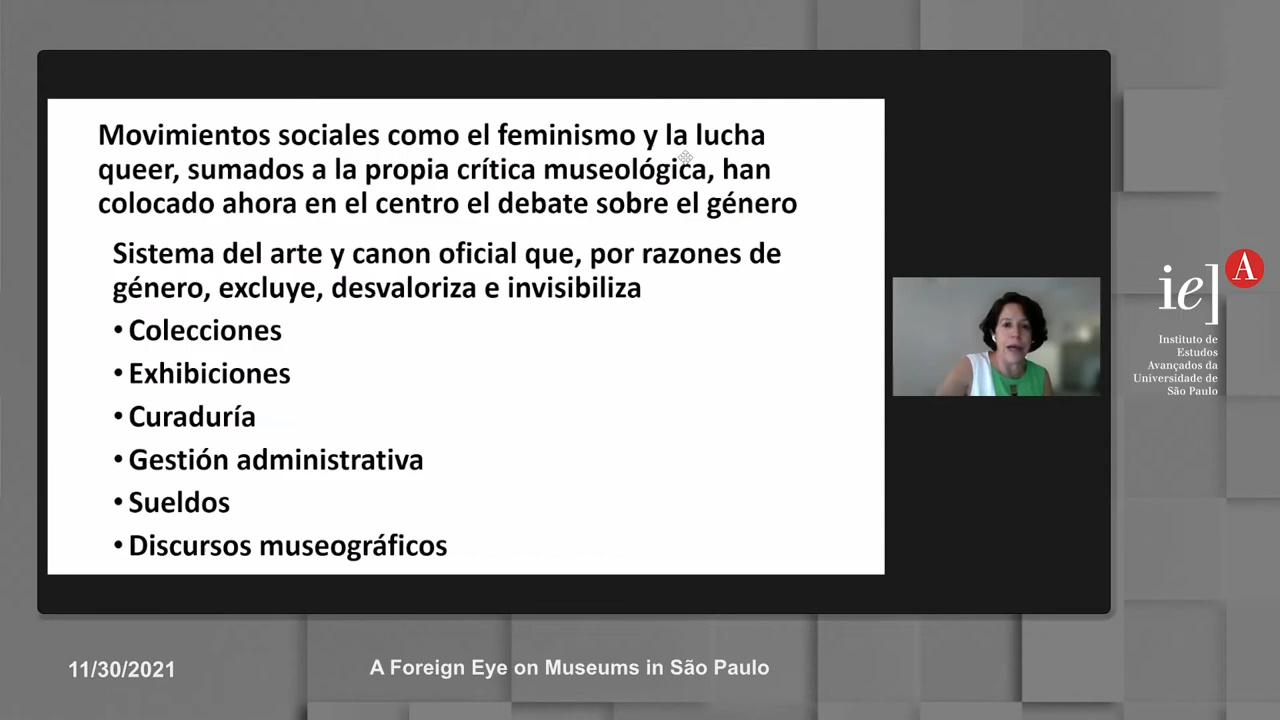 Movimientos sociales como el feminismo y la lucha
queer, sumados a la propia crítica museológica, han
colocado ahora en el centro el debate sobre el género
Sistema del arte y canon oficial que, por razones de
género, excluye, desvaloriza e invisibiliza
• Colecciones
• Exhibiciones
• Curaduría
• Gestión administrativa
• Sueldos
• Discursos museográficos
ie] A
Instituto de
Estudos
Avançados da
Universidade de
São Paulo
11/30/2021
A Foreign Eye on Museums in São Paulo